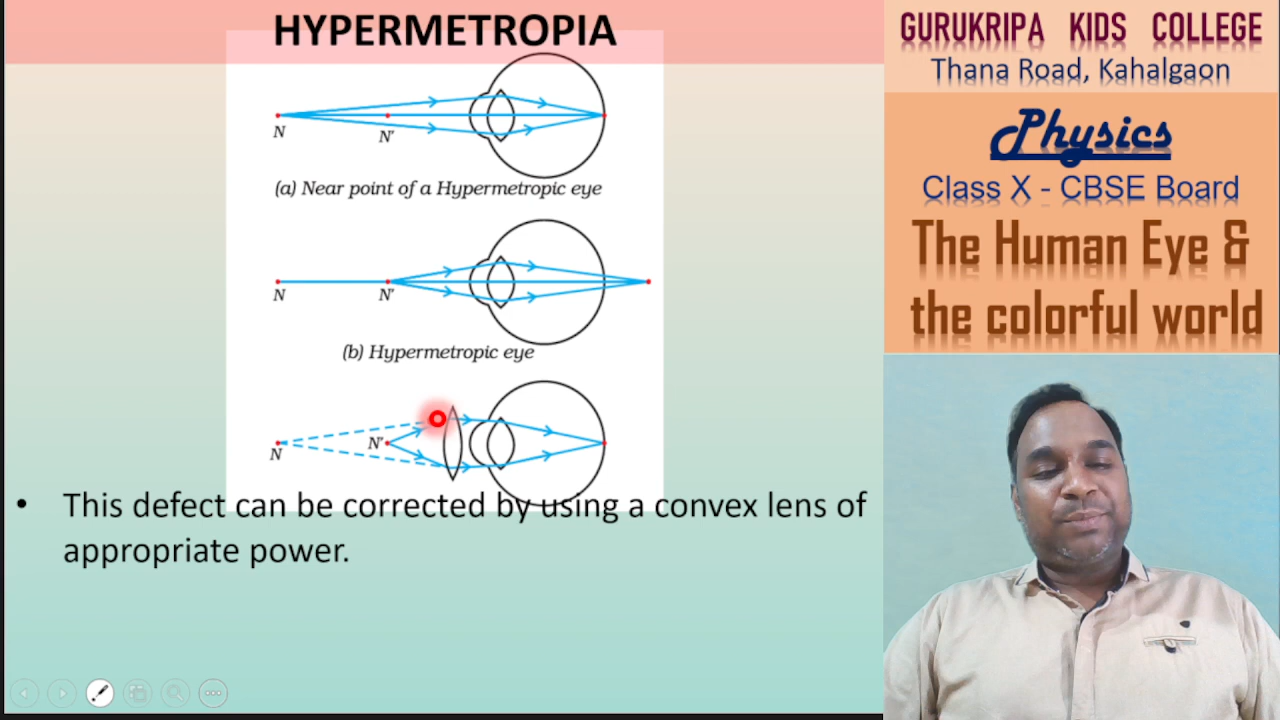 HYPERMETROPIA
N
N'
(a) Near point of a Hypermetropic eye
N
N'
(b) Hypermetropic eye
N
N'
• This defect can be corrected by using a convex lens of
appropriate power.
GURUKRIPA KIDS COLLEGE
Thana Road, Kahalgaon
Physics
Class X - CBSE Board
The Human Eye &
the colorful world